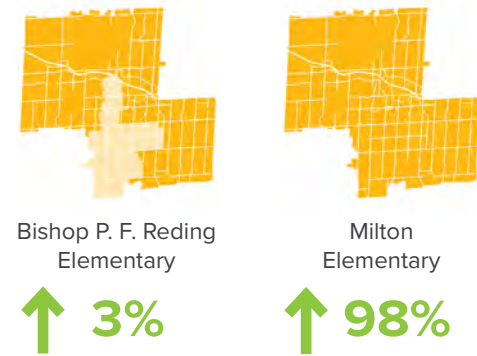 Bishop P. F. Reding
Elementary
3%
Milton
Elementary
98%